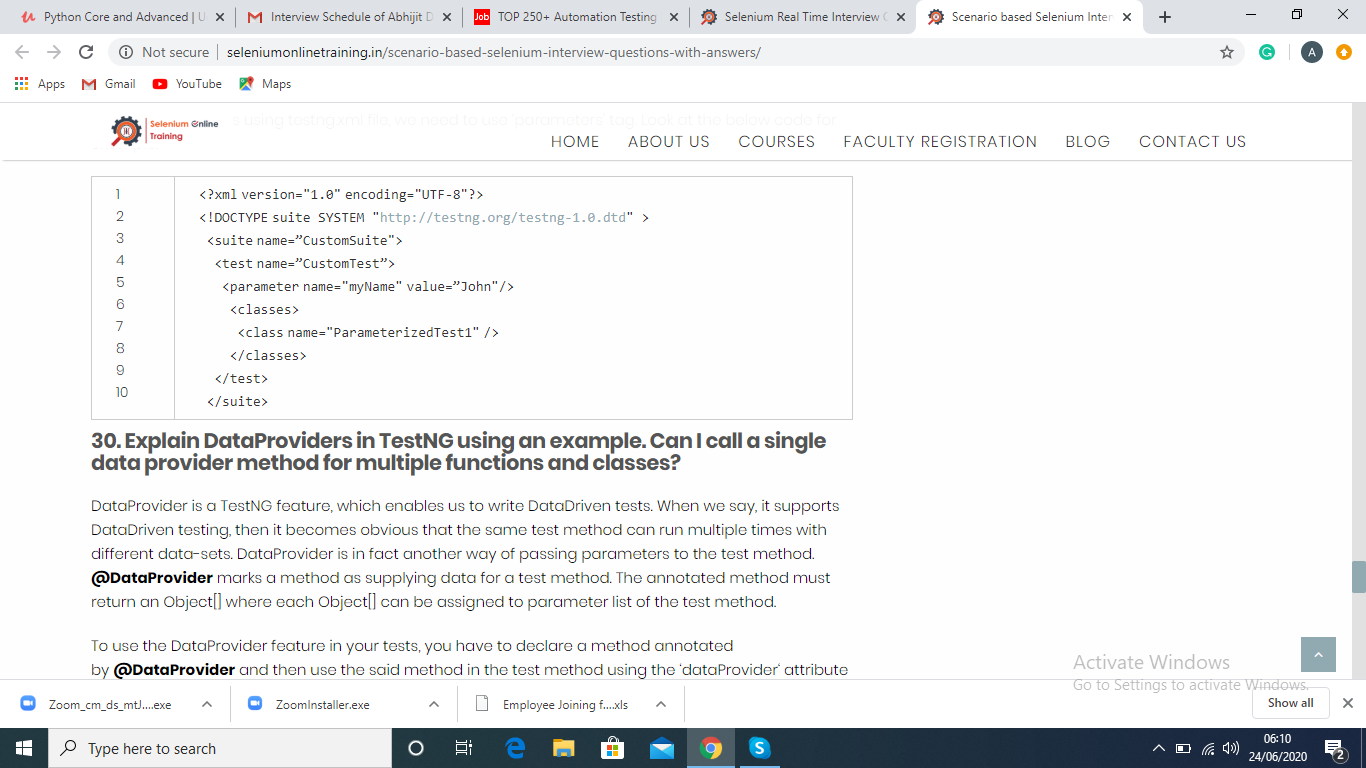 Python Core and Advanced | U
Interview Schedule of Abhijit D
Job TOP 250+ Automation Testing
Selenium Real Time Interview Q
Scenario based Selenium Inter
Not secure
seleniumonlinetraining.in/scenario-based-selenium-interview-questions-with-answers/
A
Apps
Gmail
YouTube
Maps
s using testng.xml file, we need to use 'parameters' tag. Look at the below code for
Selenium Online
Training
HOME
ABOUT US
COURSES
FACULTY REGISTRATION
BLOG
CONTACT US
1 <?xml version="1.0" encoding="UTF-8"?>
2 <!DOCTYPE suite SYSTEM "http://testng.org/testng-1.0.dtd" >
3 <suite name=”CustomSuite">
4 <test name=”CustomTest”>
5 <parameter name="myName" value=”John"/>
6 <classes>
7 <class name="ParameterizedTest1" />
8 </classes>
9 </test>
10 </suite>
30. Explain DataProviders in TestNG using an example. Can I call a single
data provider method for multiple functions and classes?
DataProvider is a TestNG feature, which enables us to write DataDriven tests. When we say, it supports
DataDriven testing, then it becomes obvious that the same test method can run multiple times with
different data-sets. DataProvider is in fact another way of passing parameters to the test method.
@DataProvider marks a method as supplying data for a test method. The annotated method must
return an Object[] where each Object[] can be assigned to parameter list of the test method.
To use the DataProvider feature in your tests, you have to declare a method annotated
by @DataProvider and then use the said method in the test method using the ‘dataProvider‘ attribute
Activate Windows
Go to Settings to activate Windows.
Zoom_cm_ds_mtJ....exe
ZoomInstaller.exe
Employee Joining f....xls
Show all
Type here to search
06:10
24/06/2020
2